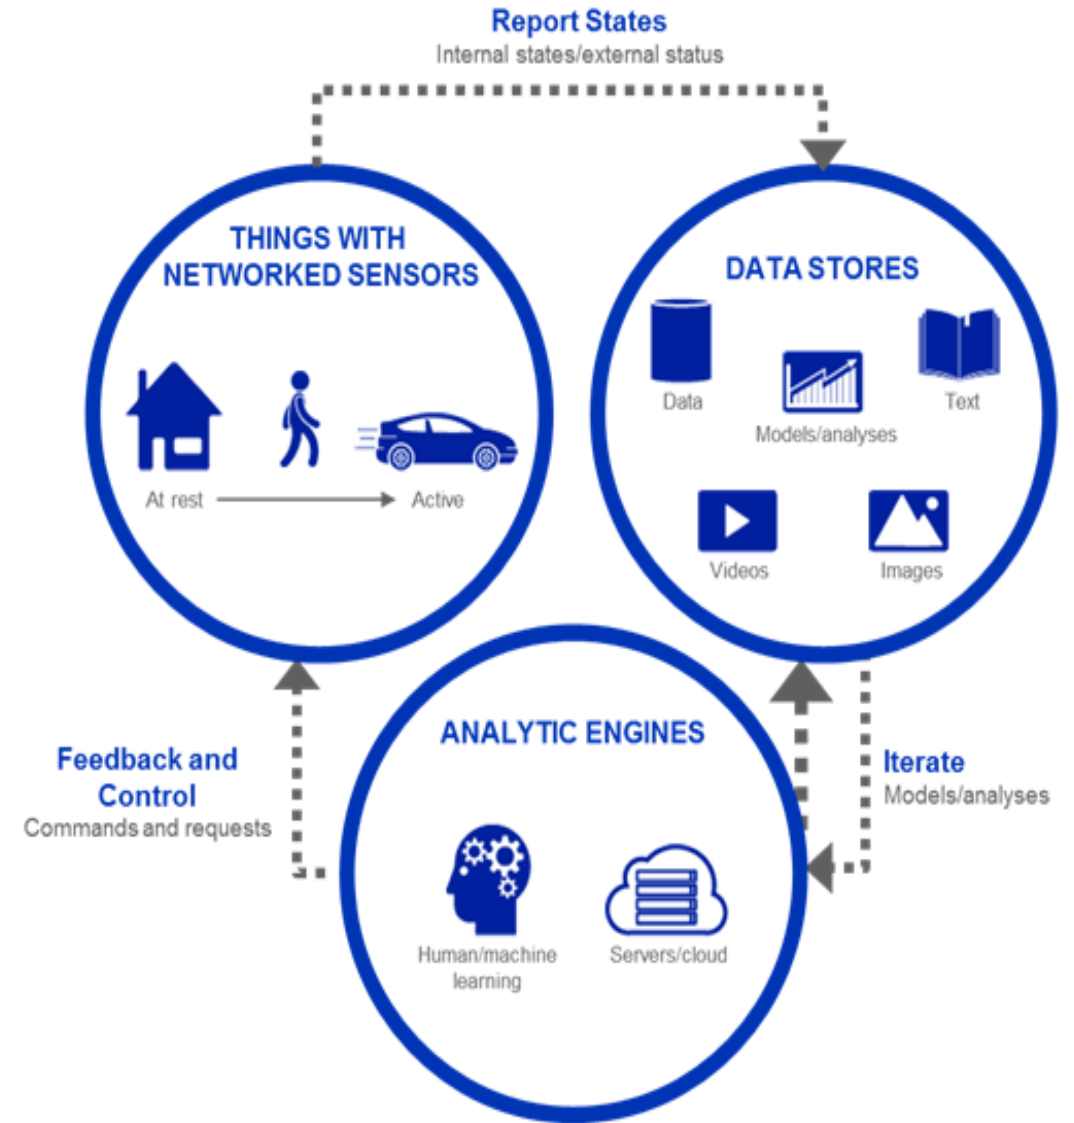 Report States
Internal states/external status
THINGS WITH
NETWORKED SENSORS
At rest
Active
DATA STORES
Data
Models/analyses
Text
Videos
Images
Feedback and
Control
Commands and requests
ANALYTIC ENGINES
Human/machine
learning
Servers/cloud
Iterate
Models/analyses